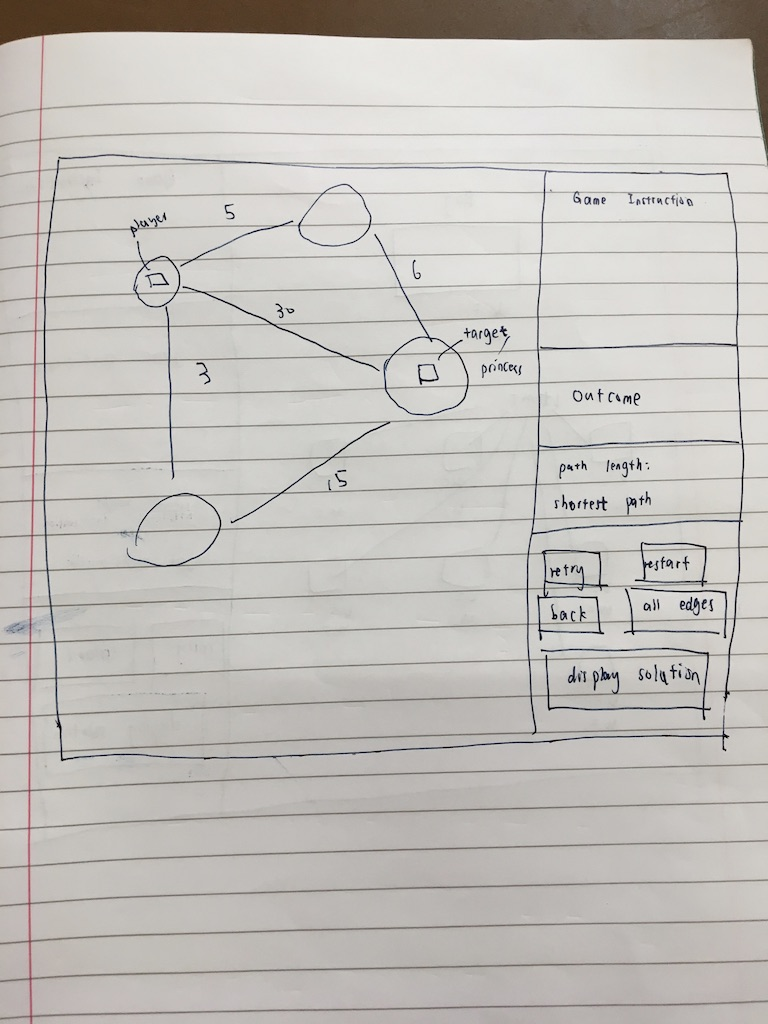 player
5
6
30
target/
princess
3
15
Game Instruction
Outcome
path length:
shortest path
retry
restart
back
all edges
display solution